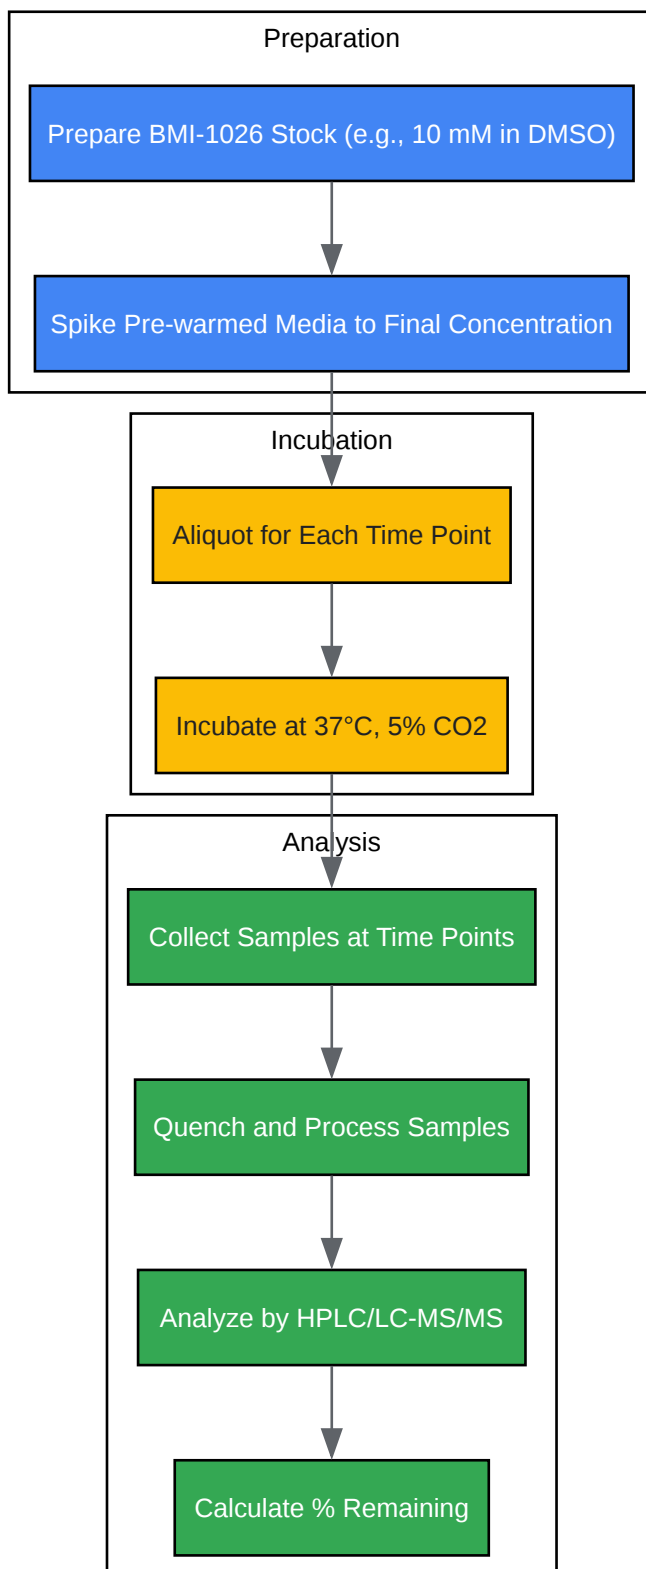 Preparation
Prepare BMI-1026 Stock (e.g., 10 mM in DMSO)
Spike Pre-warmed Media to Final Concentration
Incubation
Aliquot for Each Time Point
Incubate at 37°C, 5% CO2
Analysis
Collect Samples at Time Points
Quench and Process Samples
Analyze by HPLC/LC-MS/MS
Calculate % Remaining